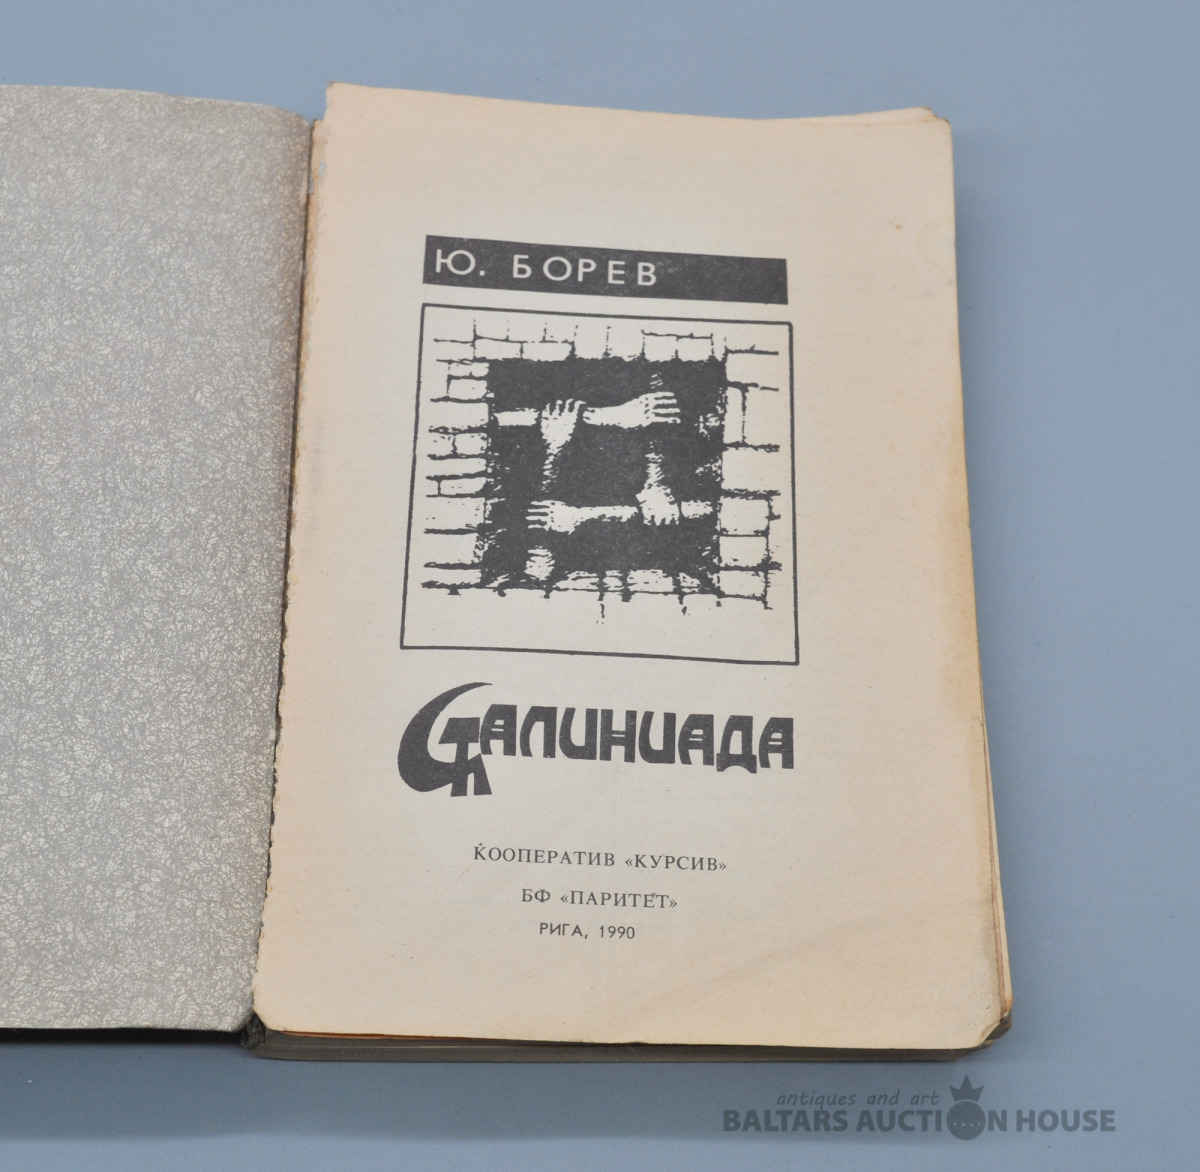 Ю. БОРЕВ
Сталиниада
КООПЕРАТИВ «КУРСИВ»
БФ «ПАРИТЕТ»
РИГА, 1990
antiques and art
BALTARS AUCTION HOUSE